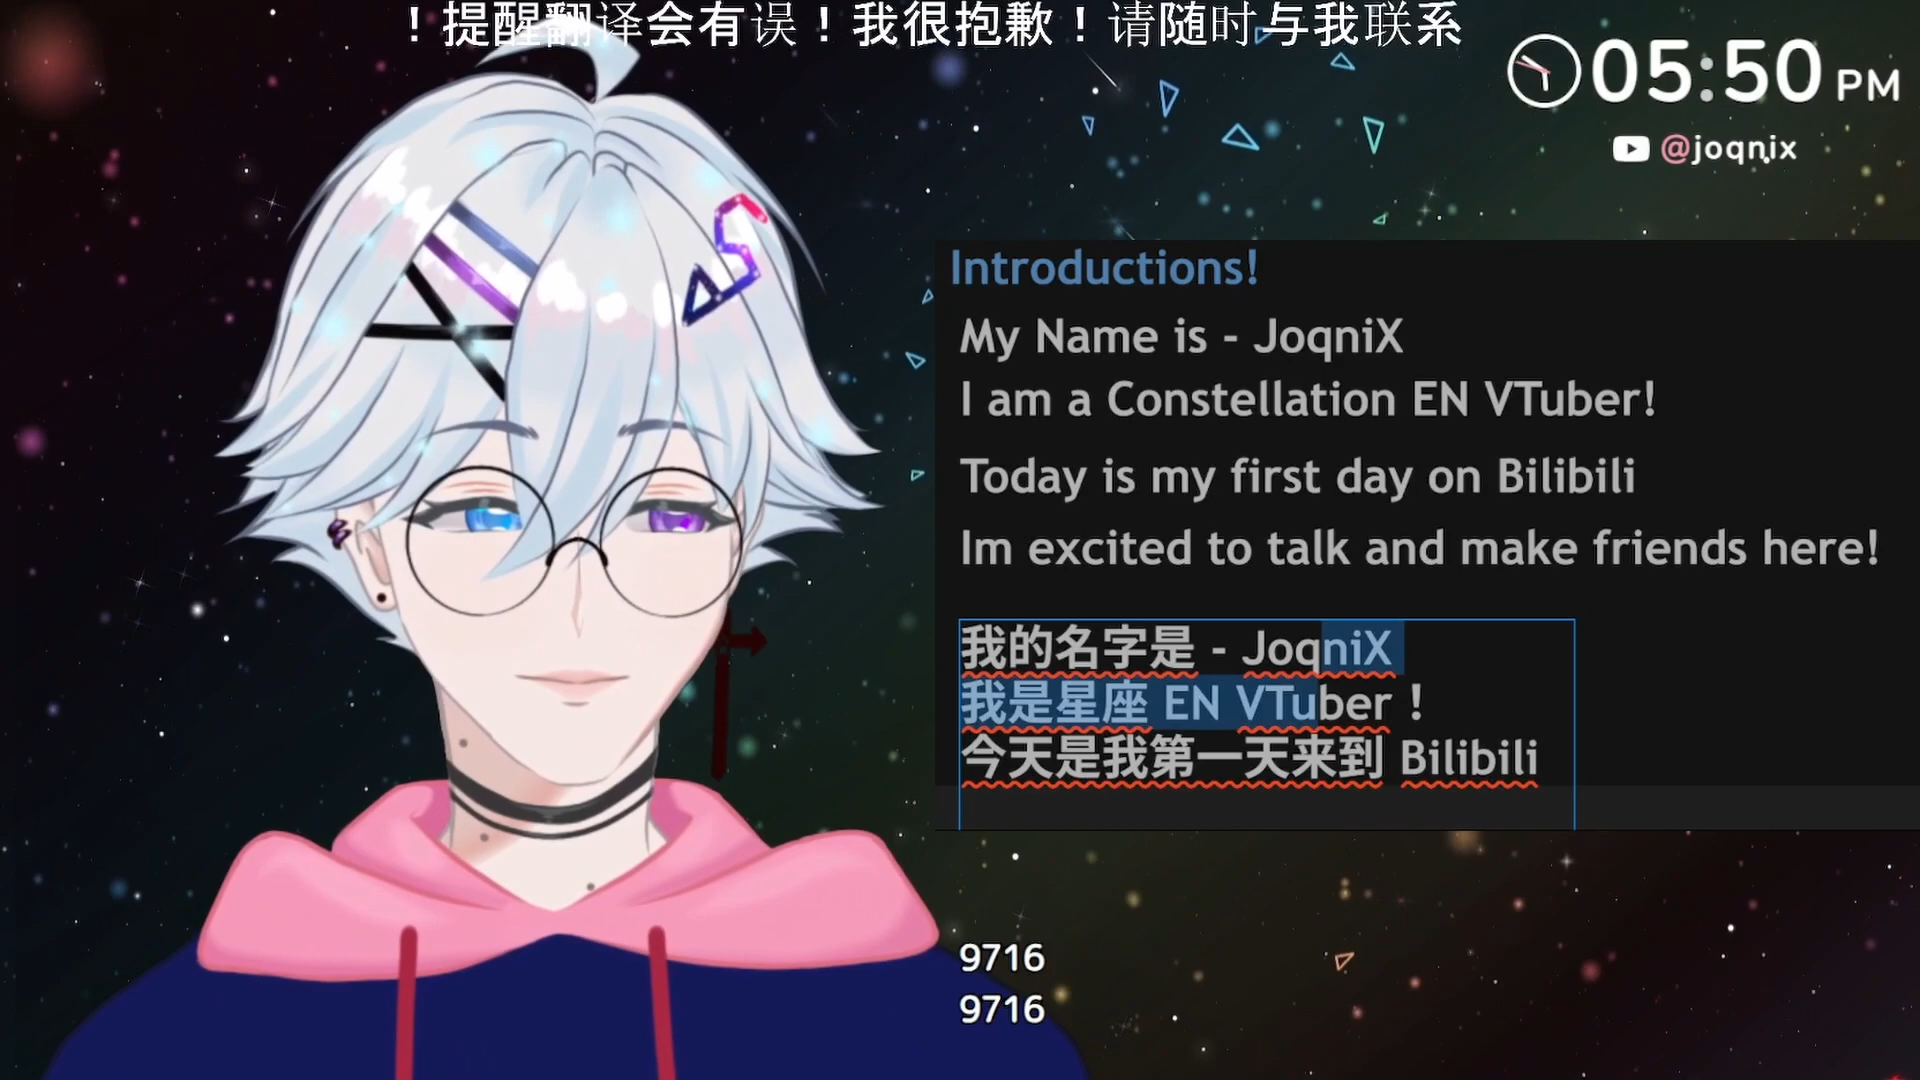 ！提醒翻译会有误！我很抱歉！请随时与我联系
05:50 PM
@joqnix
Introductions!
My Name is - JoqniX
I am a Constellation EN VTuber!
Today is my first day on Bilibili
Im excited to talk and make friends here!
我的名字是 - JoqniX
我是星座 EN VTuber！
今天是我第一天来到 Bilibili
9716
9716